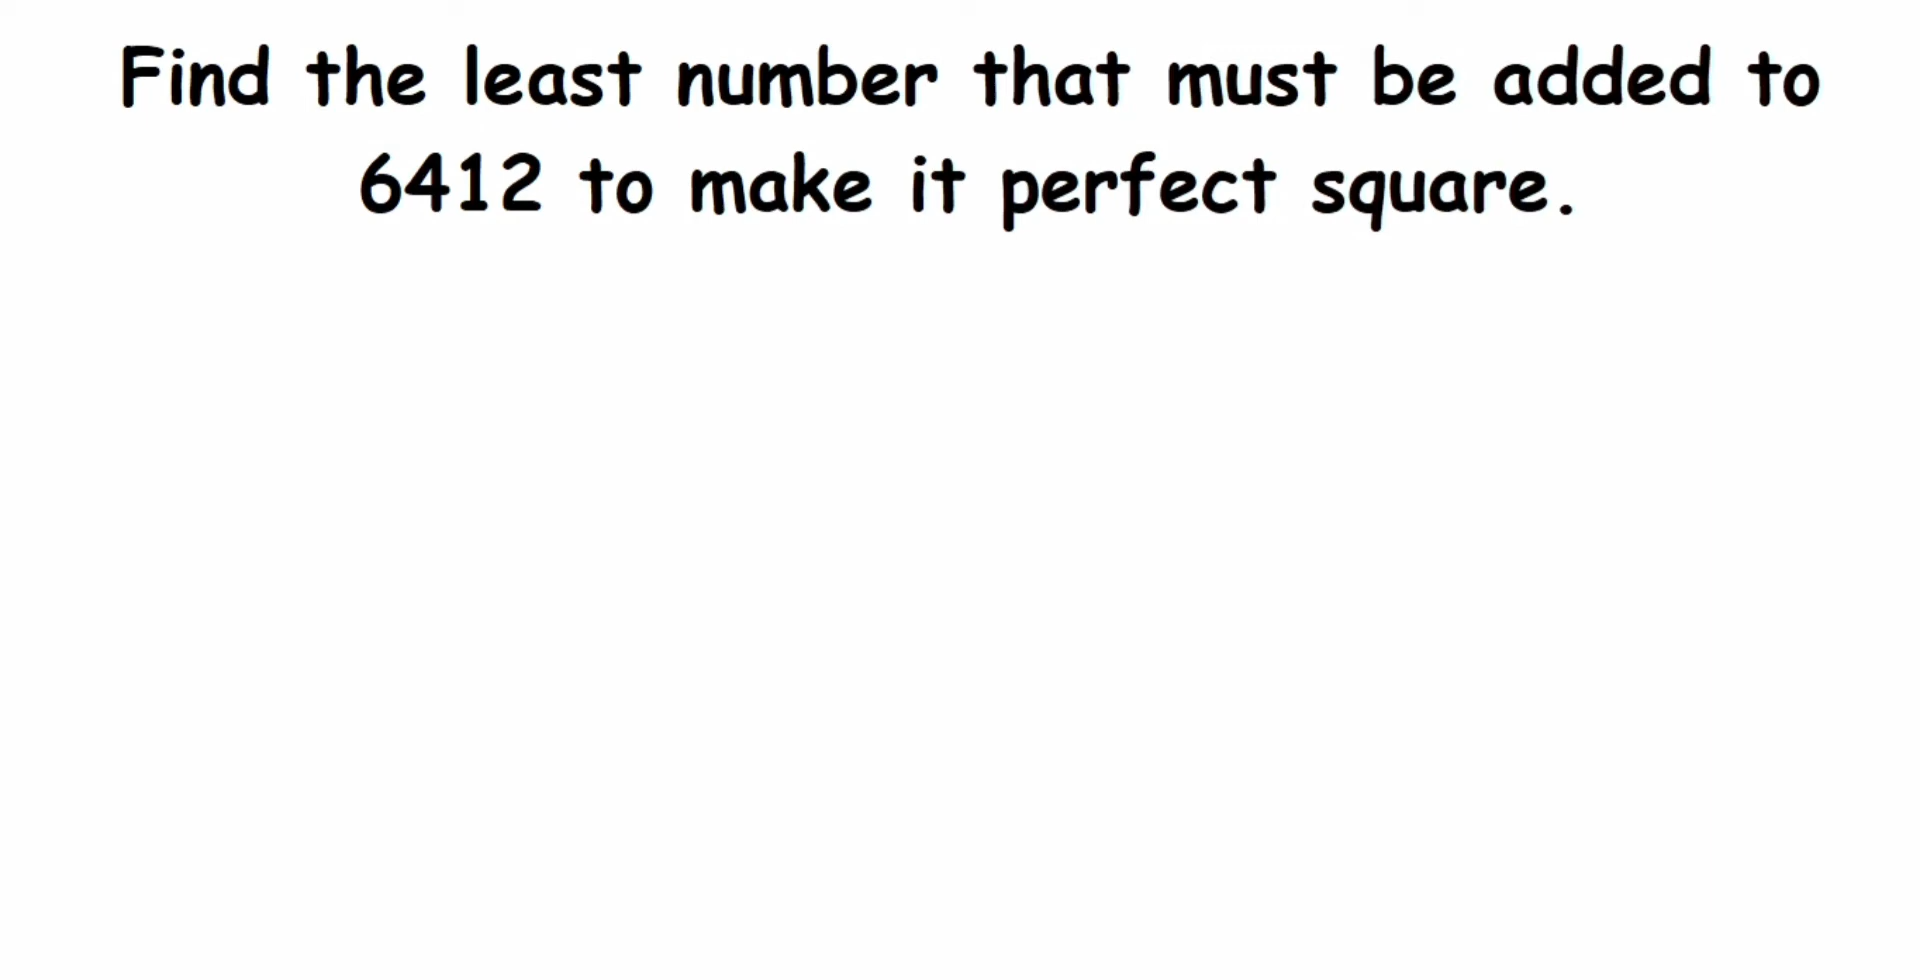 Find the least number that must be added to
6412 to make it perfect square.